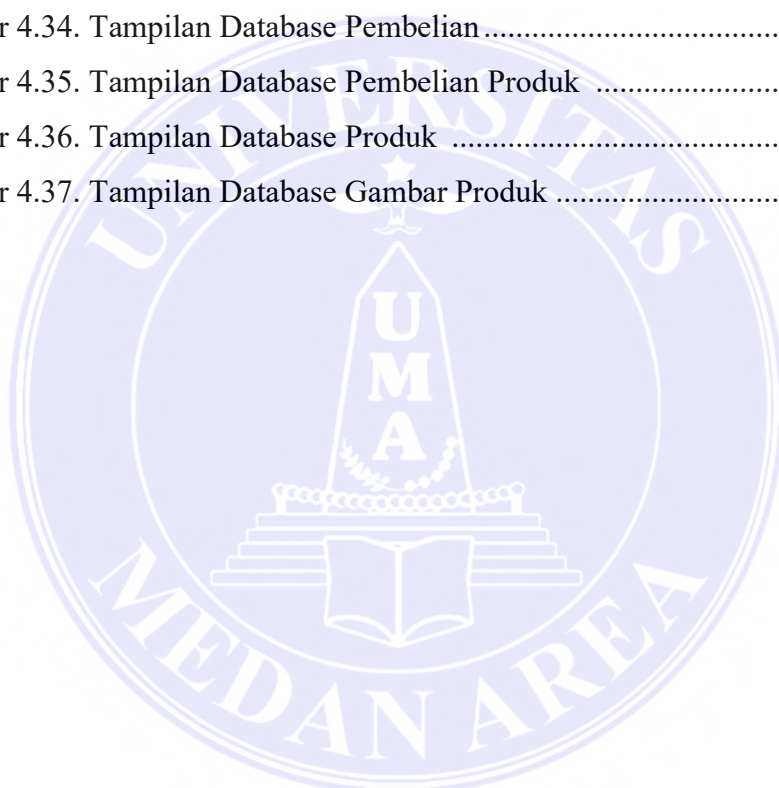 r 4.34. Tampilan Database Pembelian ........................................
r 4.35. Tampilan Database Pembelian Produk ........................
r 4.36. Tampilan Database Produk ..........................................
r 4.37. Tampilan Database Gambar Produk ............................
UNIVERSITAS
U
M
A
MEDAN AREA